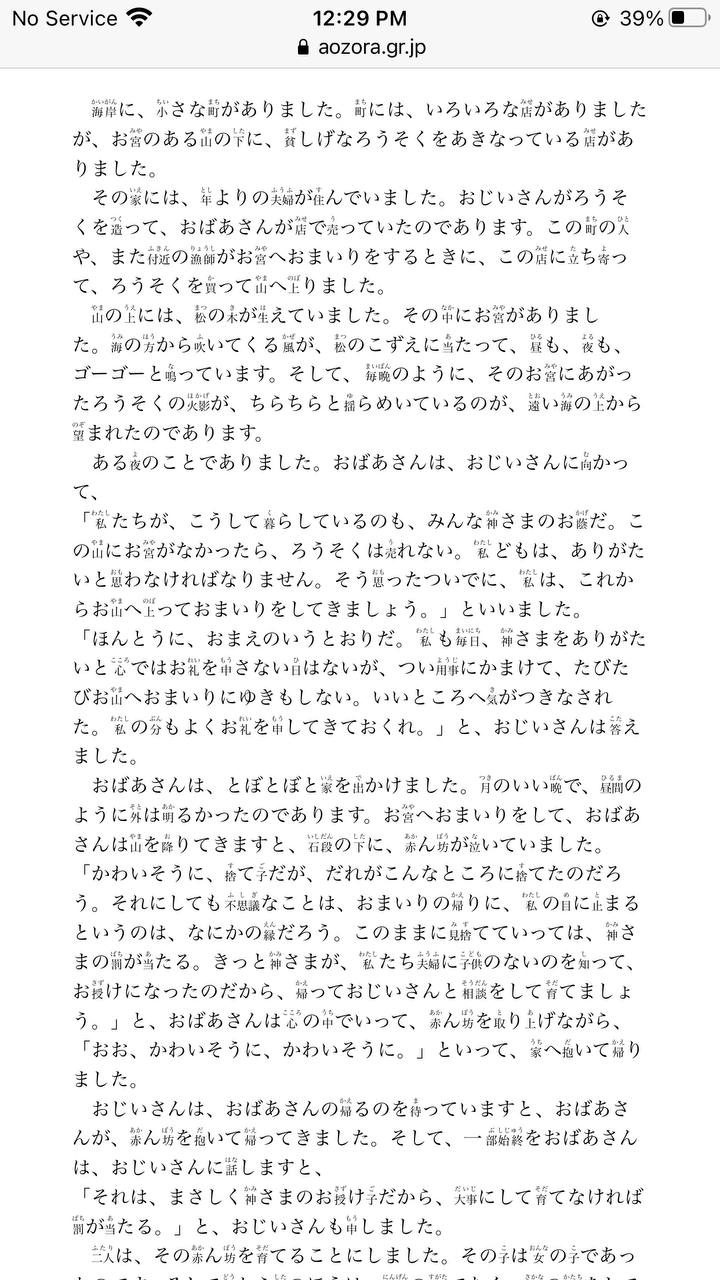 No Service 12:29 PM 39%
aozora.gr.jp
海岸に、小さな町がありました。町には、いろいろな店がありました
が、お宮のある山の下に、貧しげなろうそくをあきなっている店があ
りました。
その家には、年よりの夫婦が住んでいました。おじいさんがろうそ
くを造って、おばあさんが店で売っていたのであります。この町の人
や、また付近の漁師がお宮へおまいりをするときに、この店に立ち寄っ
て、ろうそくを買って山へ上りました。
山の上には、松の木が生えていました。その中にお宮がありまし
た。海の方から吹いてくる風が、松のこずえに当たって、昼も、夜も、
ゴーゴーと鳴っています。そして、毎晩のように、そのお宮にあがっ
たろうそくの火影が、ちらちらと揺らめいているのが、遠い海の上から
望まれたのであります。
ある夜のことでありました。おばあさんは、おじいさんに向かっ
て、
「私たちが、こうして暮らしているのも、みんな神さまのお蔭だ。こ
の山にお宮がなかったら、ろうそくは売れない。私どもは、ありがた
いと思わなければなりません。そう思ったついでに、私は、これか
らお山へ上っておまいりをしてきましょう。」といいました。
「ほんとうに、おまえのいうとおりだ。私も毎日、神さまをありがた
いと心ではお礼を申さない日はないが、つい用事にかまけて、たびた
びお山へおまいりにゆきもしない。いいところへ気がつきなされ
た。私の分もよくお礼を申してきておくれ。」と、おじいさんは答え
ました。
おばあさんは、とぼとぼと家を出かけました。月のいい晩で、昼間の
ように外は明るかったのであります。お宮へおまいりをして、おばあ
さんは山を降りてきますと、石段の下に、赤ん坊が泣いていました。
「かわいそうに、捨て子だが、だれがこんなところに捨てたのだろ
う。それにしても不思議なことは、おまいりの帰りに、私の目に止まる
というのは、なにかの縁だろう。このままに見捨てていっては、神さ
まの罰が当たる。きっと神さまが、私たち夫婦に子供のないのを知って、
お授けになったのだから、帰っておじいさんと相談をして育てましょ
う。」と、おばあさんは心の中でいって、赤ん坊を取り上げながら、
「おお、かわいそうに、かわいそうに。」といって、家へ抱いて帰り
ました。
おじいさんは、おばあさんの帰るのを待っていますと、おばあさ
んが、赤ん坊を抱いて帰ってきました。そして、一部始終をおばあさん
は、おじいさんに話しますと、
「それは、まさしく神さまのお授け子だから、大事にして育てなければ
罰が当たる。」と、おじいさんも申しました。
二人は、その赤ん坊を育てることにしました。その子は女の子であっ